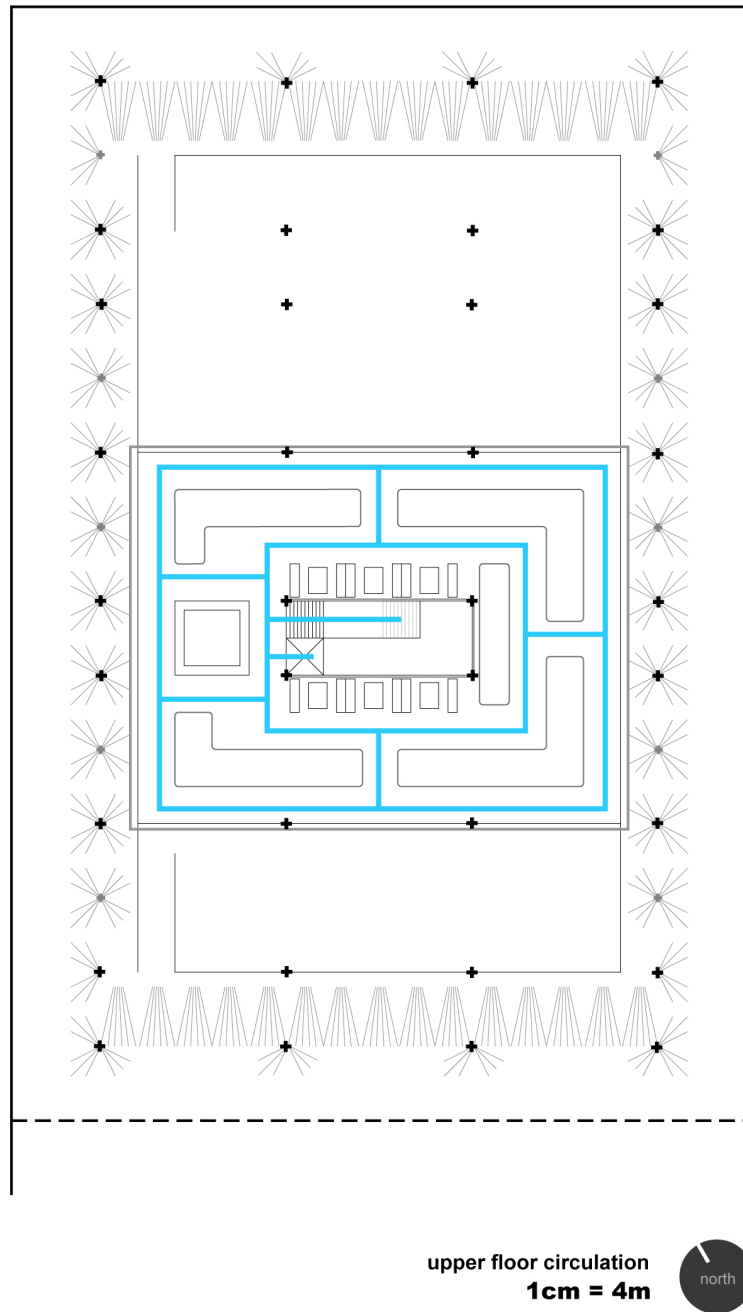 upper floor circulation
1cm = 4m
north